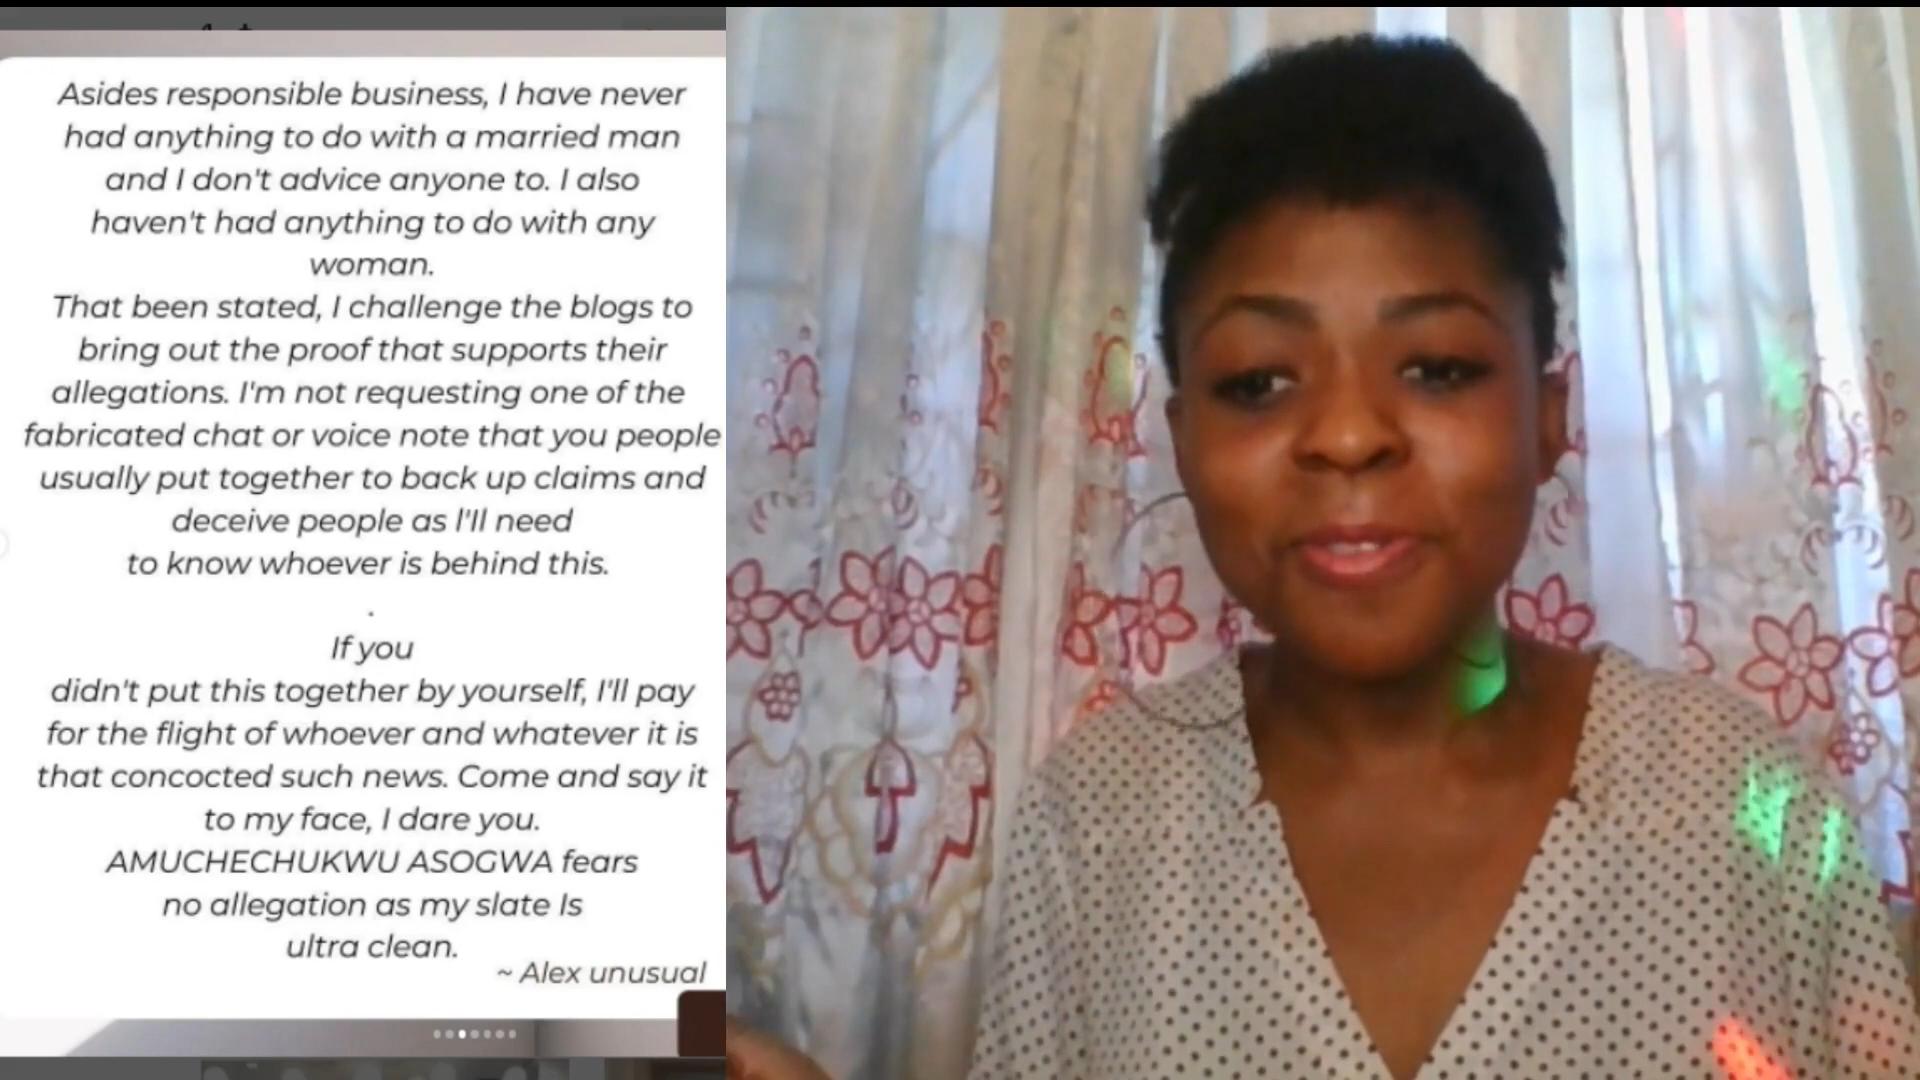 Asides responsible business, I have never
had anything to do with a married man
and I don't advice anyone to. I also
haven't had anything to do with any
woman.
That been stated, I challenge the blogs to
bring out the proof that supports their
allegations. I'm not requesting one of the
fabricated chat or voice note that you people
usually put together to back up claims and
deceive people as I'll need
to know whoever is behind this.
.
If you
didn't put this together by yourself, I'll pay
for the flight of whoever and whatever it is
that concocted such news. Come and say it
to my face, I dare you.
AMUCHECHUKWU ASOGWA fears
no allegation as my slate Is
ultra clean.
~ Alex unusual